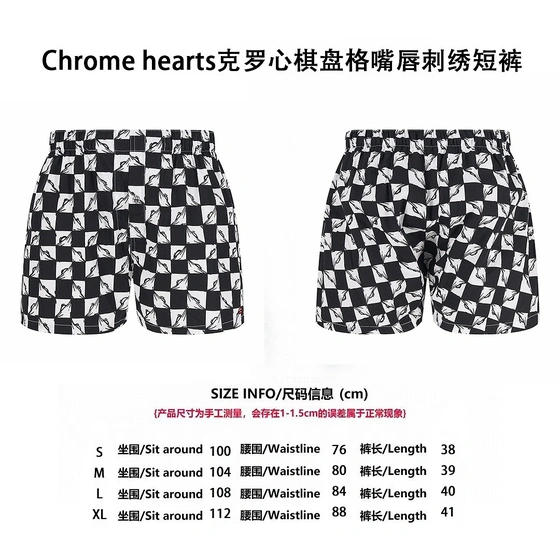 Chrome hearts克罗心棋盘格嘴唇刺绣短裤
SIZE INFO/尺码信息 (cm)
{产品尺寸为手工测量，会存在1-1.5cm的误差属于正常现象}
S 坐围/Sit around 100 腰围/Waistline 76 裤长/Length 38
M 坐围/Sit around 104 腰围/Waistline 80 裤长/Length 39
L 坐围/Sit around 108 腰围/Waistline 84 裤长/Length 40
XL 坐围/Sit around 112 腰围/Waistline 88 裤长/Length 41